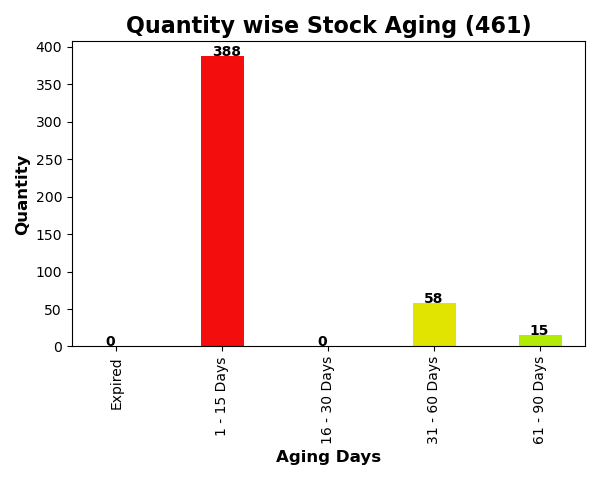 Quantity wise Stock Aging (461)
400
350
300
250
200
150
100
50
0
Quantity
0
388
0
58
15
Expired
1 - 15 Days
16 - 30 Days
31 - 60 Days
61 - 90 Days
Aging Days